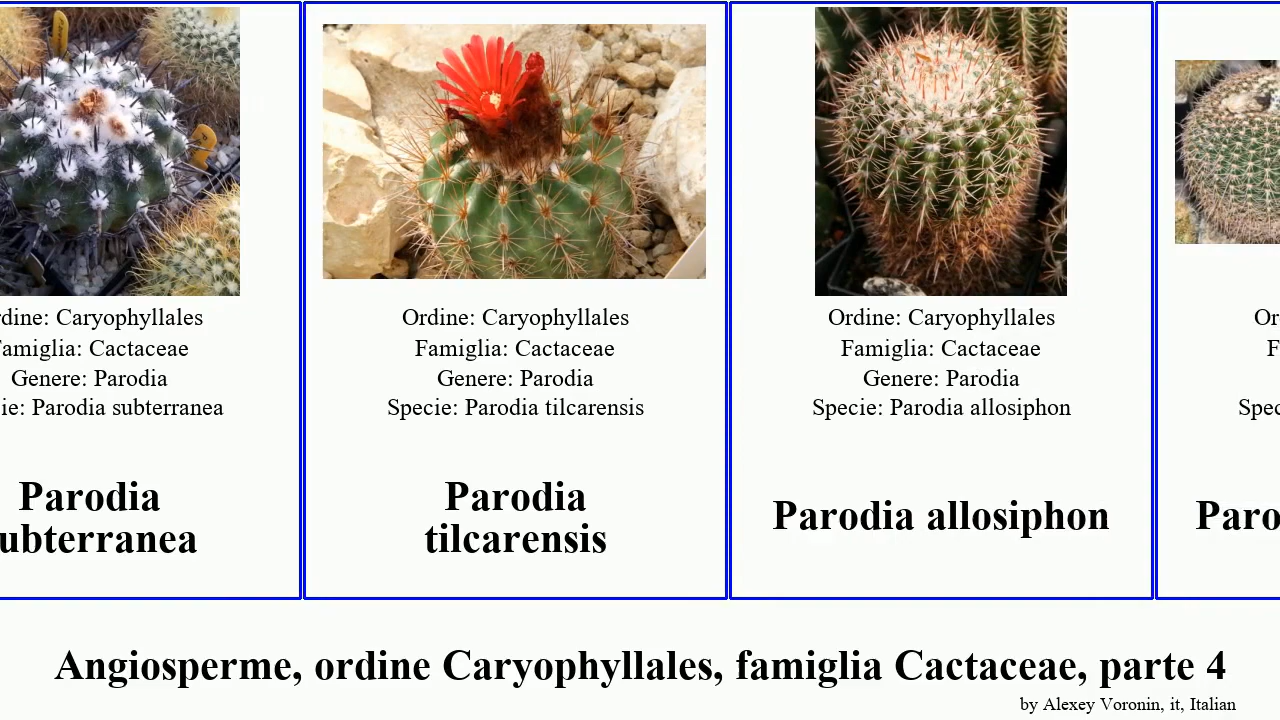 rdine: Caryophyllales
amiglia: Cactaceae
Genere: Parodia
ie: Parodia subterranea
Parodia
ubterranea
Ordine: Caryophyllales
Famiglia: Cactaceae
Genere: Parodia
Specie: Parodia tilcarensis
Parodia
tilcarensis
Ordine: Caryophyllales
Famiglia: Cactaceae
Genere: Parodia
Specie: Parodia allosiphon
Parodia allosiphon
Or
F
Spec
Paro
Angiosperme, ordine Caryophyllales, famiglia Cactaceae, parte 4
by Alexey Voronin, it, Italian